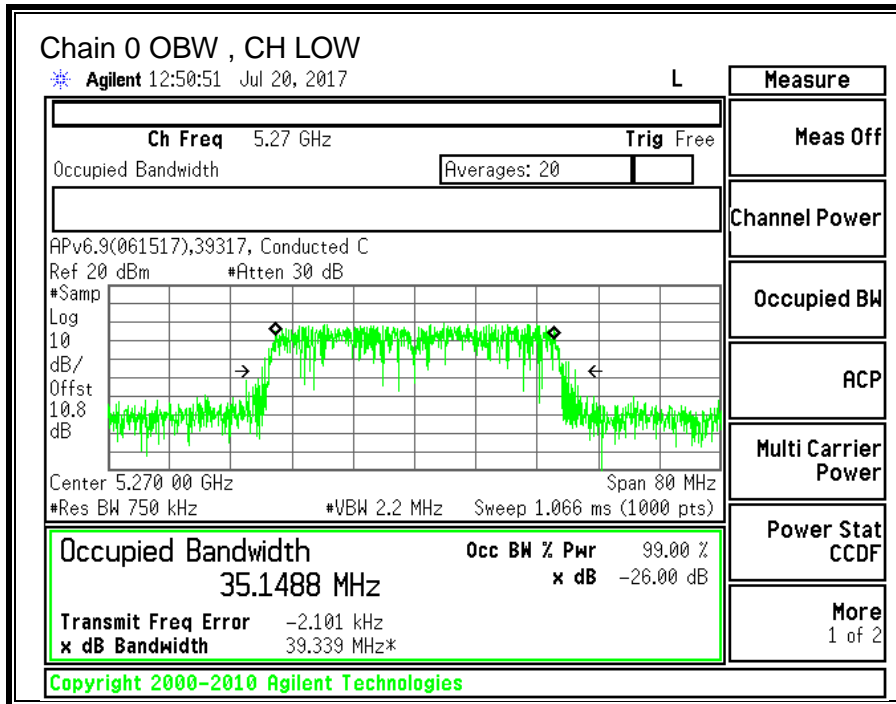 Chain 0 OBW , CH LOW
Agilent 12:50:51 Jul 20, 2017 L
Measure
Ch Freq 5.27 GHz Trig Free
Occupied Bandwidth Averages: 20
APv6.9(061517),39317, Conducted C
Ref 20 dBm #Atten 30 dB
#Samp
Log
10
dB/
Offst
10.8
dB
Center 5.270 00 GHz Span 80 MHz
#Res BW 750 kHz #VBW 2.2 MHz Sweep 1.066 ms (1000 pts)
Occupied Bandwidth Occ BW % Pwr 99.00 %
35.1488 MHz x dB -26.00 dB
Transmit Freq Error -2.101 kHz
x dB Bandwidth 39.339 MHz*
Meas Off
Channel Power
Occupied BW
ACP
Multi Carrier
Power
Power Stat
CCDF
More
1 of 2
Copyright 2000-2010 Agilent Technologies